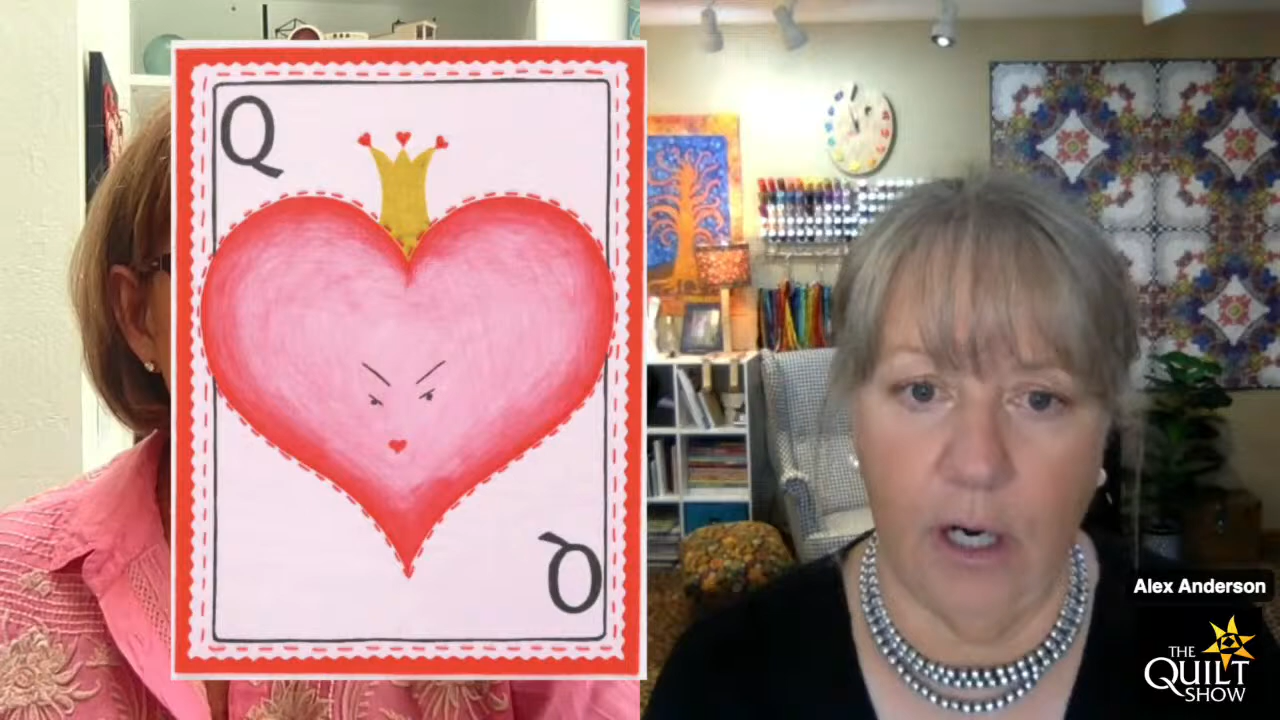 Q
Q
Alex Anderson
THE
QUILT
SHOW